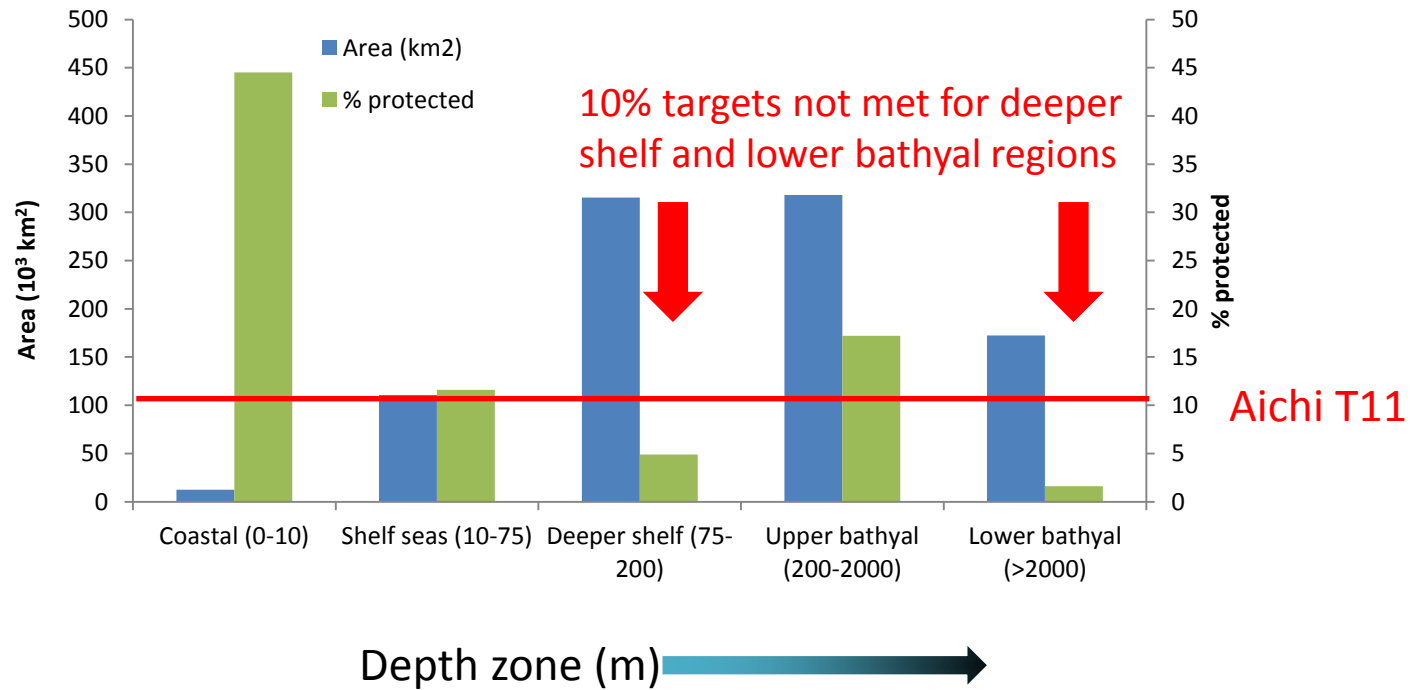 500
450
400
350
300
250
200
150
100
50
0
Area (10³ km²)
Area (km2)
% protected
10% targets not met for deeper
shelf and lower bathyal regions
50
45
40
35
30
25
20
15
10
5
0
% protected
Aichi T11
Coastal (0-10)
Shelf seas (10-75)
Deeper shelf (75-
200)
Upper bathyal
(200-2000)
Lower bathyal
(>2000)
Depth zone (m)